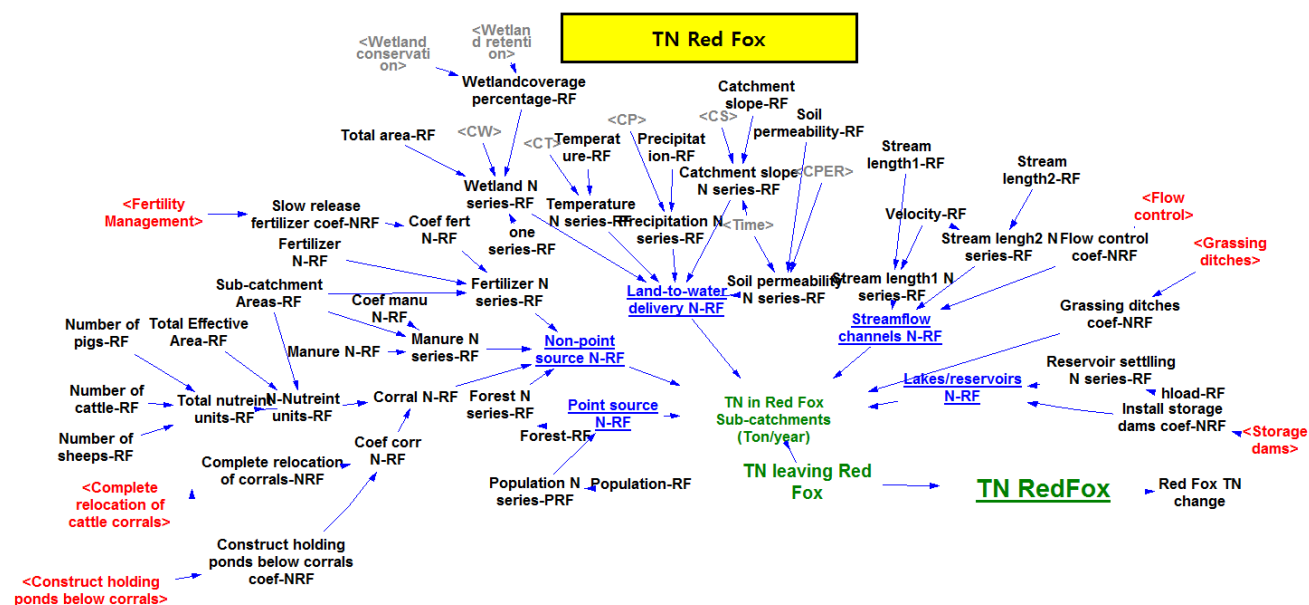 TN Red Fox
<Wetland
conservati
on>
<Wetlan
d retenti
on>
Wetlandcoverage
percentage-RF
Catchment
slope-RF
Total area-RF
<CW>
<CT>
Temperat
ure-RF
<CP>
Precipitat
ion-RF
<CS>
Soil
permeability-RF
Stream
length1-RF
Stream
length2-RF
Wetland N
series-RF
Temperature
N series-RF
Catchment slope
N series-RF
<CPER>
<Fertility
Management>
Slow release
fertilizer coef-NRF
Coef fert
N-RF
one
series-RF
Precipitation N
series-RF
<Time>
Velocity-RF
<Flow
control>
Fertilizer
N-RF
Stream lengh2 N
series-RF
Flow control
coef-NRF
<Grassing
ditches>
Sub-catchment
Areas-RF
Coef manu
N-RF
Fertilizer N
series-RF
Land-to-water
delivery N-RF
Soil permeability
N series-RF
Stream length1 N
series-RF
Grassing ditches
coef-NRF
Number of
pigs-RF
Total Effective
Area-RF
Manure N-RF
Manure N
series-RF
Non-point
source N-RF
Streamflow
channels N-RF
Reservoir settlling
N series-RF
Number of
cattle-RF
Total nutreint
units-RF
N-Nutreint
units-RF
Corral N-RF
Forest N
series-RF
Point source
N-RF
TN in Red Fox
Sub-catchments
(Ton/year)
Lakes/reservoirs
N-RF
hload-RF
Install storage
dams coef-NRF
Number of
sheeps-RF
Coef corr
N-RF
Forest-RF
<Storage
dams>
Complete relocation
of corrals-NRF
Population N
series-PRF
Population-RF
TN leaving Red
Fox
TN RedFox
Red Fox TN
change
<Complete
relocation of
cattle corrals>
Construct holding
ponds below corrals
coef-NRF
<Construct holding
ponds below corrals>